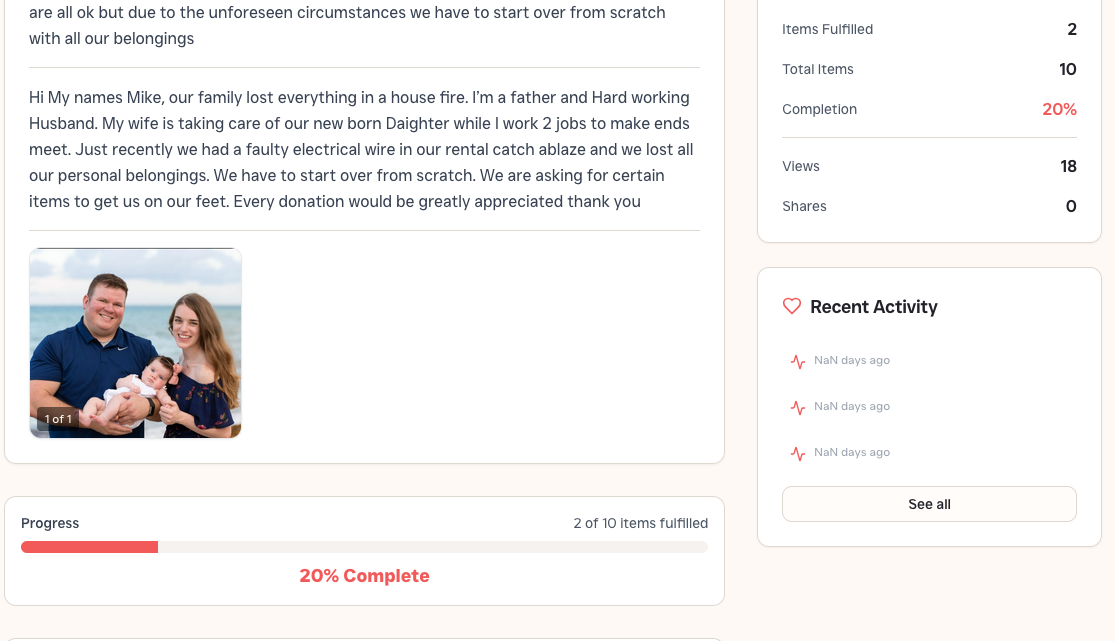 are all ok but due to the unforeseen circumstances we have to start over from scratch
with all our belongings
Hi My names Mike, our family lost everything in a house fire. I'm a father and Hard working
Husband. My wife is taking care of our new born Daighter while I work 2 jobs to make ends
meet. Just recently we had a faulty electrical wire in our rental catch ablaze and we lost all
our personal belongings. We have to start over from scratch. We are asking for certain
items to get us on our feet. Every donation would be greatly appreciated thank you
1 of 1
Progress
2 of 10 items fulfilled
20% Complete
Items Fulfilled 2
Total Items 10
Completion 20%
Views 18
Shares 0
Recent Activity
NaN days ago
NaN days ago
NaN days ago
See all